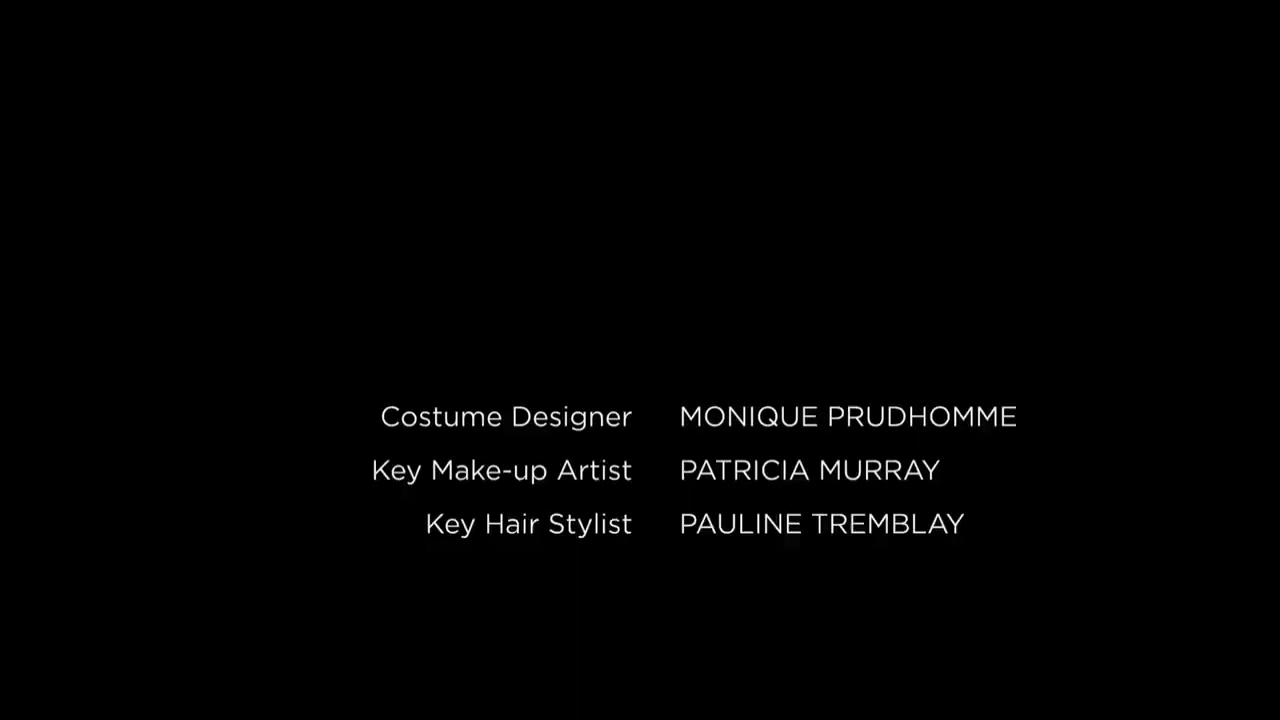 Costume Designer MONIQUE PRUDHOMME
Key Make-up Artist PATRICIA MURRAY
Key Hair Stylist PAULINE TREMBLAY